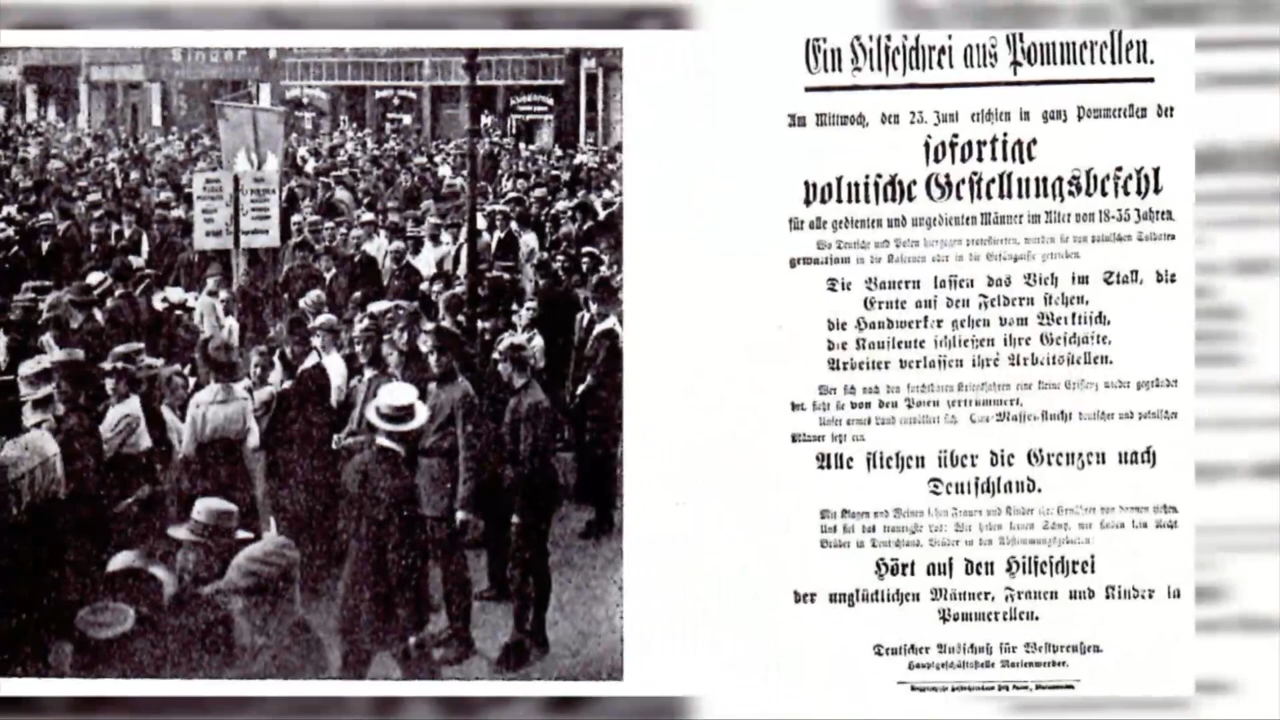 Singer
Ein Hilfeschrei aus Pommerellen.
Am Mittwoch, den 23. Juni erschien in ganz Pommerellen der
sofortige
polnische Gestellungsbefehl
für alle gedienten und ungedienten Männer im Alter von 18-35 Jahren.
Wo Deutsche und Polen hiergegen protestierten, wurden sie von polnischen Soldaten
gewaltsam in die Kasernen oder in die Gefängnisse getrieben.
Die Bauern lassen das Vieh im Stall, die
Ernte auf den Feldern stehen,
die Handwerker gehen vom Werktisch,
die Kaufleute schließen ihre Geschäfte,
Arbeiter verlassen ihre Arbeitsstellen.
Wer sich nach den furchtbaren Kriegsjahren eine kleine Existenz wieder gegründet
hat, sieht sie von den Polen zertrümmert.
Unser armes Land entvölkert sich. Eine Massenflucht deutscher und polnischer
Männer setzt ein.
Alle fliehen über die Grenzen nach
Deutschland.
Mit Klagen und Weinen sehen Frauen und Kinder ihre Ernährer von dannen ziehen.
Uns fiel das traurigste Los: Wir haben keinen Schutz, wir finden kein Recht.
Brüder in Deutschland, Brüder in den Abstimmungsgebieten!
Hört auf den Hilfeschrei
der unglücklichen Männer, Frauen und Kinder in
Pommerellen.
Deutscher Ausschuß für Westpreußen.
Hauptgeschäftsstelle Marienwerder.